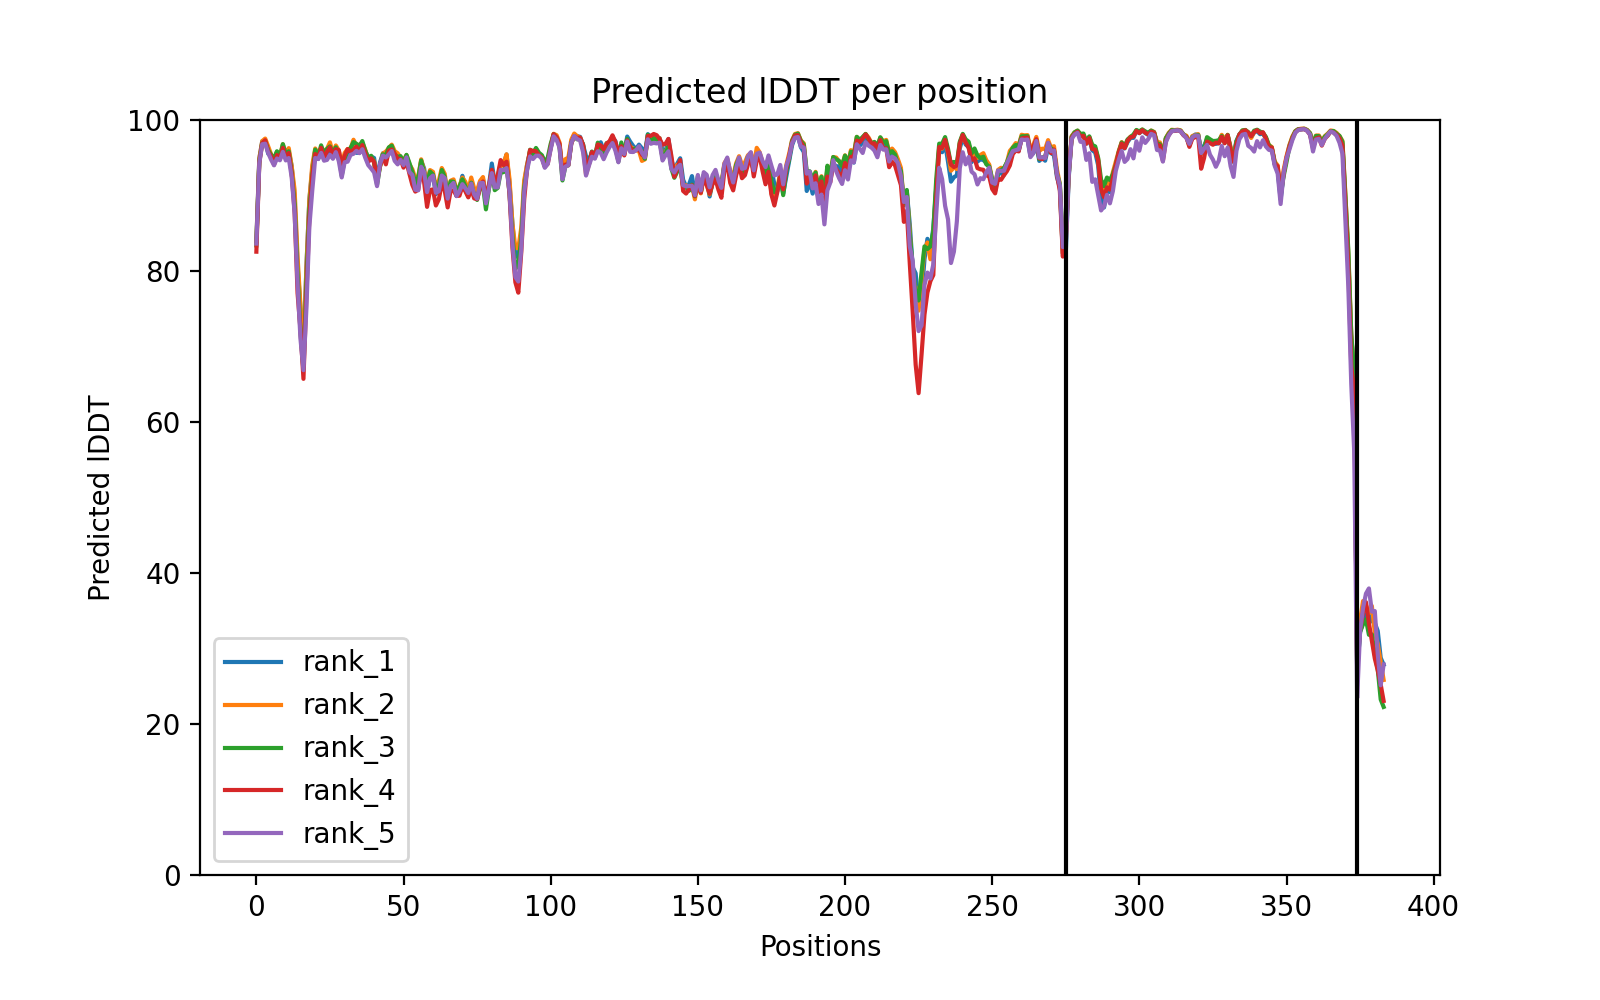 Predicted lDDT per position
100
80
60
40
20
0
Predicted lDDT
rank_1
rank_2
rank_3
rank_4
rank_5
0 50 100 150 200 250 300 350 400
Positions